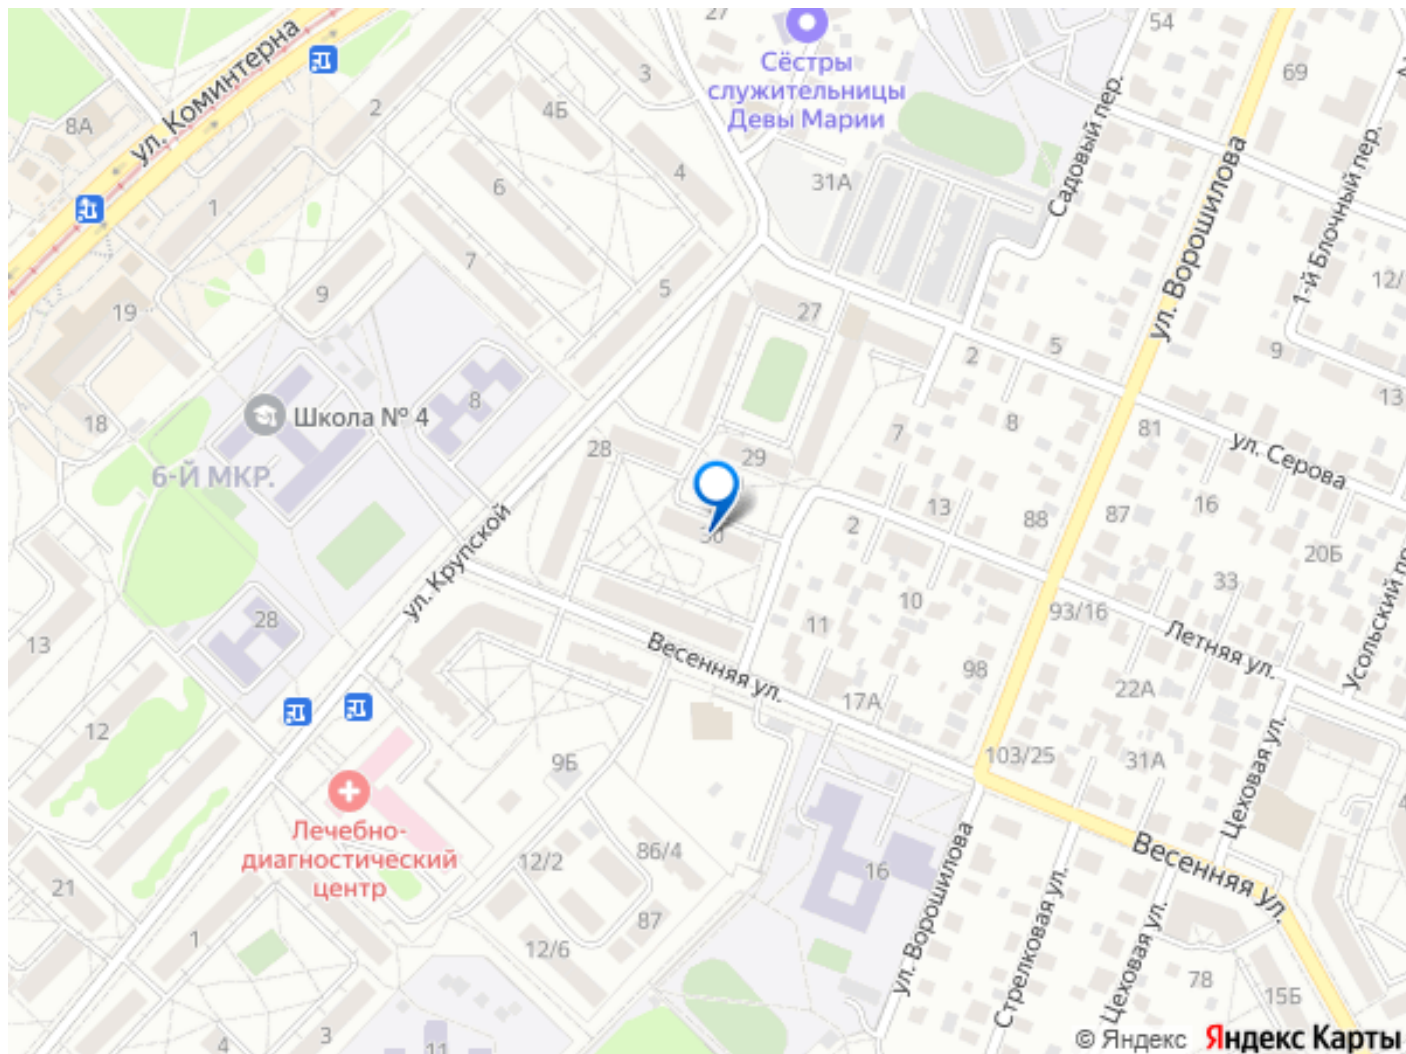 27
54
Сёстры
служительницы
Девы Марии
69
ул. Коминтерна
3
2
4Б
8А
4
6
31А
Садовый пер.
ул. Ворошилова
1-й Блочный пер.
1
7
5
9
12/
19
27
2
5
9
13
8
Школа № 4
18
8
7
81
ул. Серова
6-Й МКР.
28
29
16
13
88
87
2
30
20Б
ул. Крупской
33
10
93/16
28
11
Летняя ул.
Усольский пр
13
Весенняя ул.
98
22А
17А
12
Цеховая ул.
103/25
31А
9Б
Лечебно-
диагностический
центр
12/2
86/4
16
Весенняя ул.
21
87
ул. Ворошилова
Стрелковая ул.
Цеховая ул.
1
12/6
78
15Б
3
4
11
© Яндекс Яндекс Карты